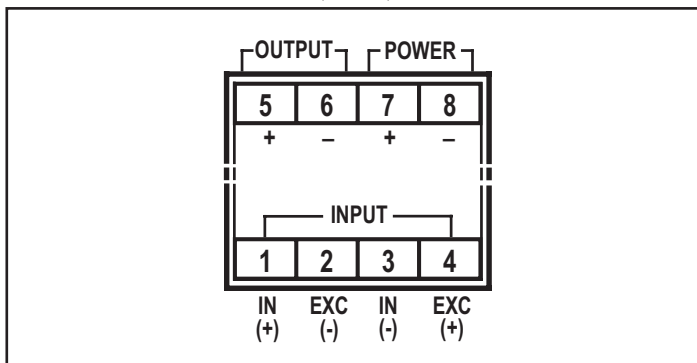 OUTPUT POWER
5 6 7 8
+ – + –
INPUT
1 2 3 4
IN EXC IN EXC
(+) (-) (-) (+)